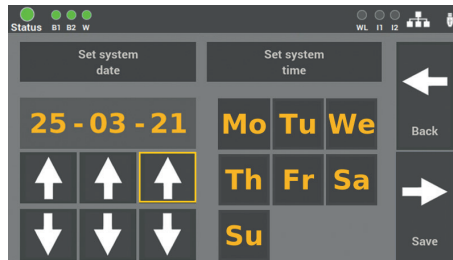 Status B1 B2 W
WL I1 I2
Set system
date
Set system
time
Back
25 - 03 - 21
Mo Tu We
Th Fr Sa
Su
Save